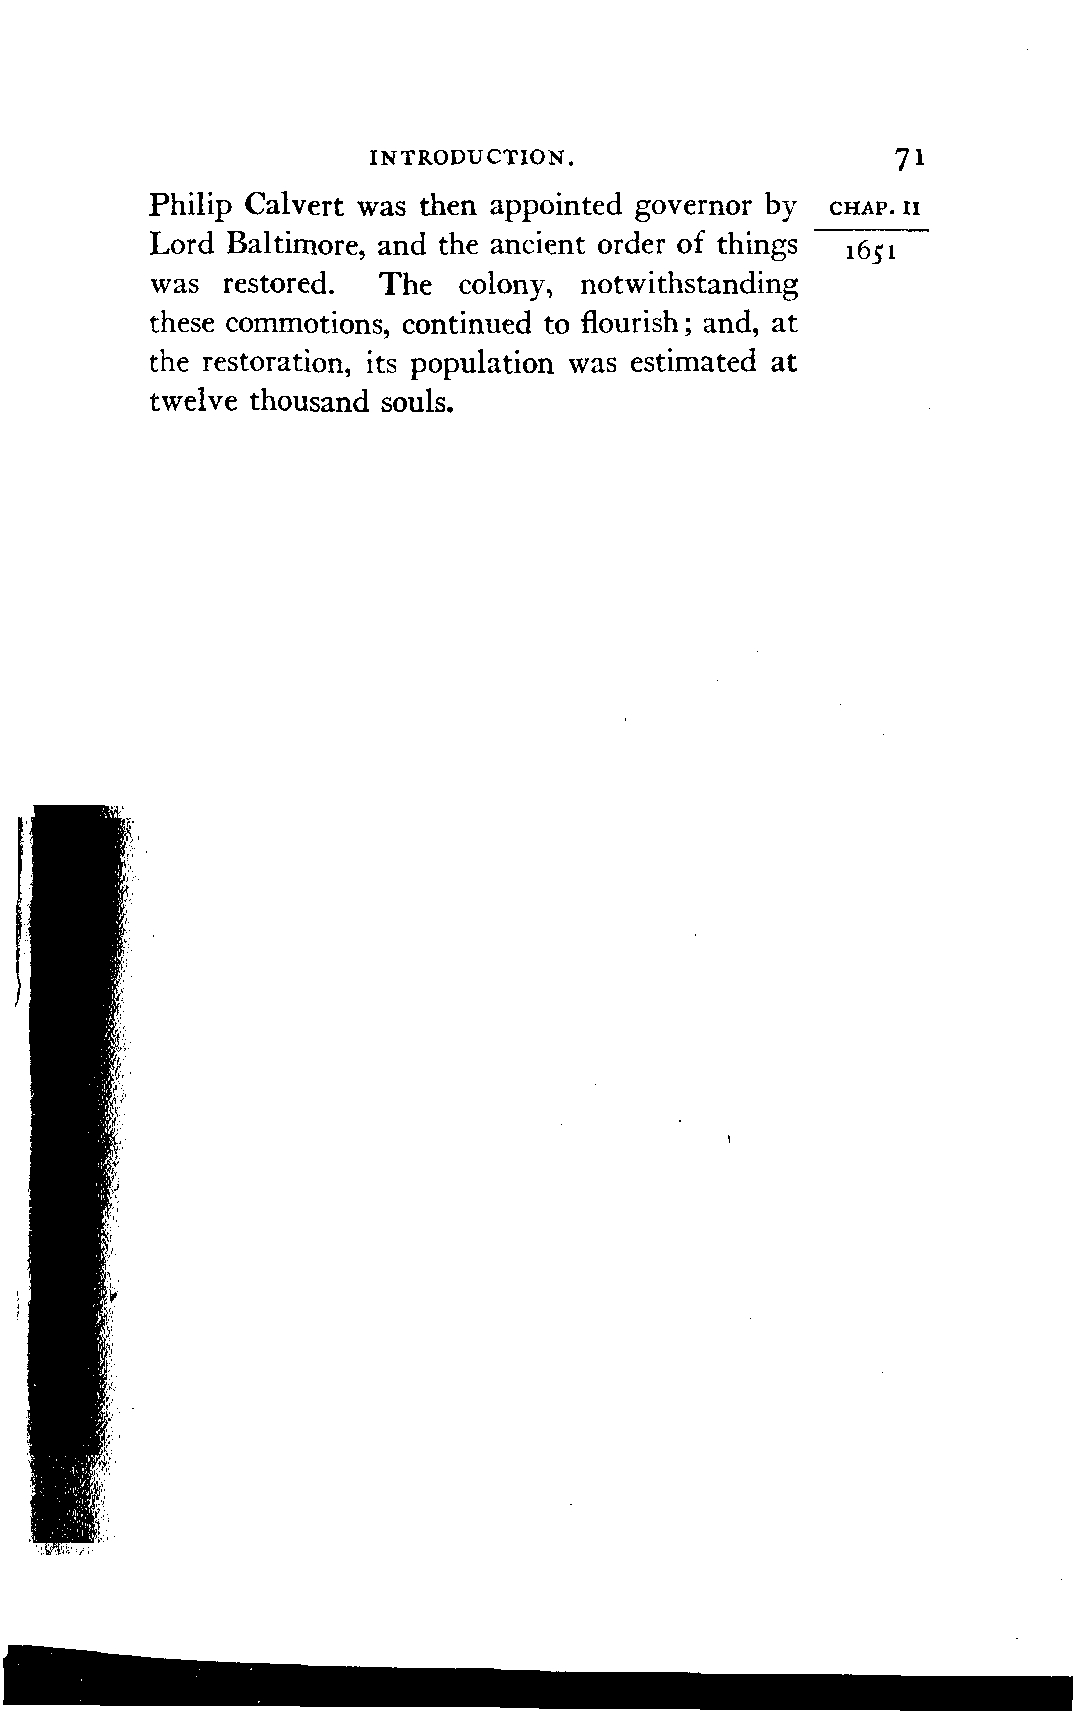 INTRODUCTION. 71
Philip Calvert was then appointed governor by CHAP. II
Lord Baltimore, and the ancient order of things 1651
was restored. The colony, notwithstanding
these commotions, continued to flourish; and, at
the restoration, its population was estimated at
twelve thousand souls.